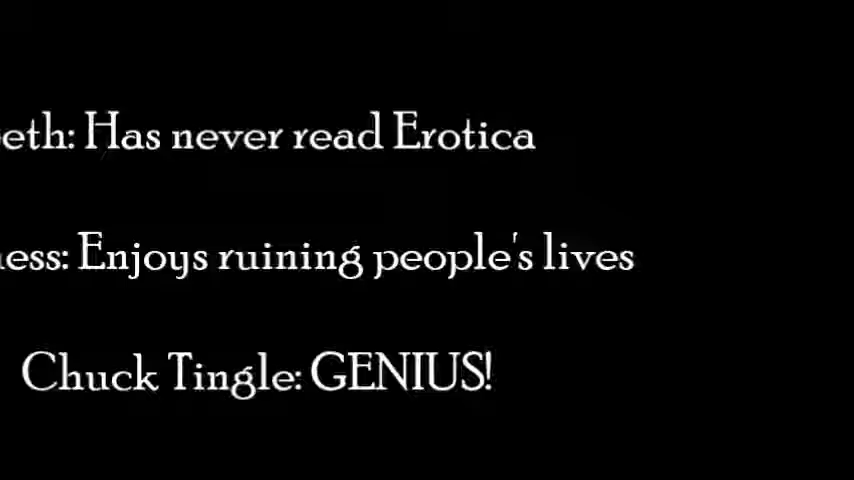 eth: Has never read Erotica
ess: Enjoys ruining people's lives
Chuck Tingle: GENIUS!